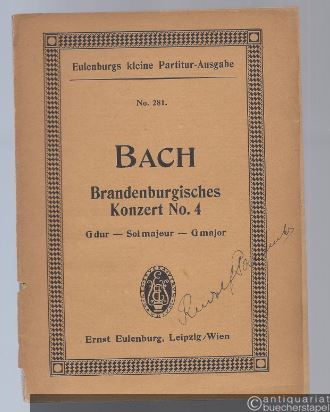 Eulenburgs kleine Partitur-Ausgabe
No. 281.
BACH
Brandenburgisches
Konzert No. 4
G dur — Sol majeur — G major
Rudolf
Ernst Eulenburg, Leipzig/Wien
antiquariat
buecherstapel